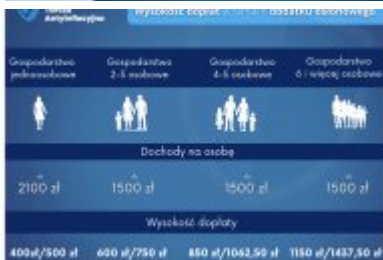 Antyinflacyjna
Wysokość dopłat dodatku osłonowego
Gospodarstwo Gospodarstwo Gospodarstwo Gospodarstwo
jednoosobowe 2-3 osobowe 4-5 osobowe 6 i więcej osobowe
Dochody na osobę
2100 zł 1500 zł 1500 zł 1500 zł
Wysokość dopłaty
400zł/500 zł 600 zł/750 zł 850 zł/1062,50 zł 1150 zł/1437,50 zł